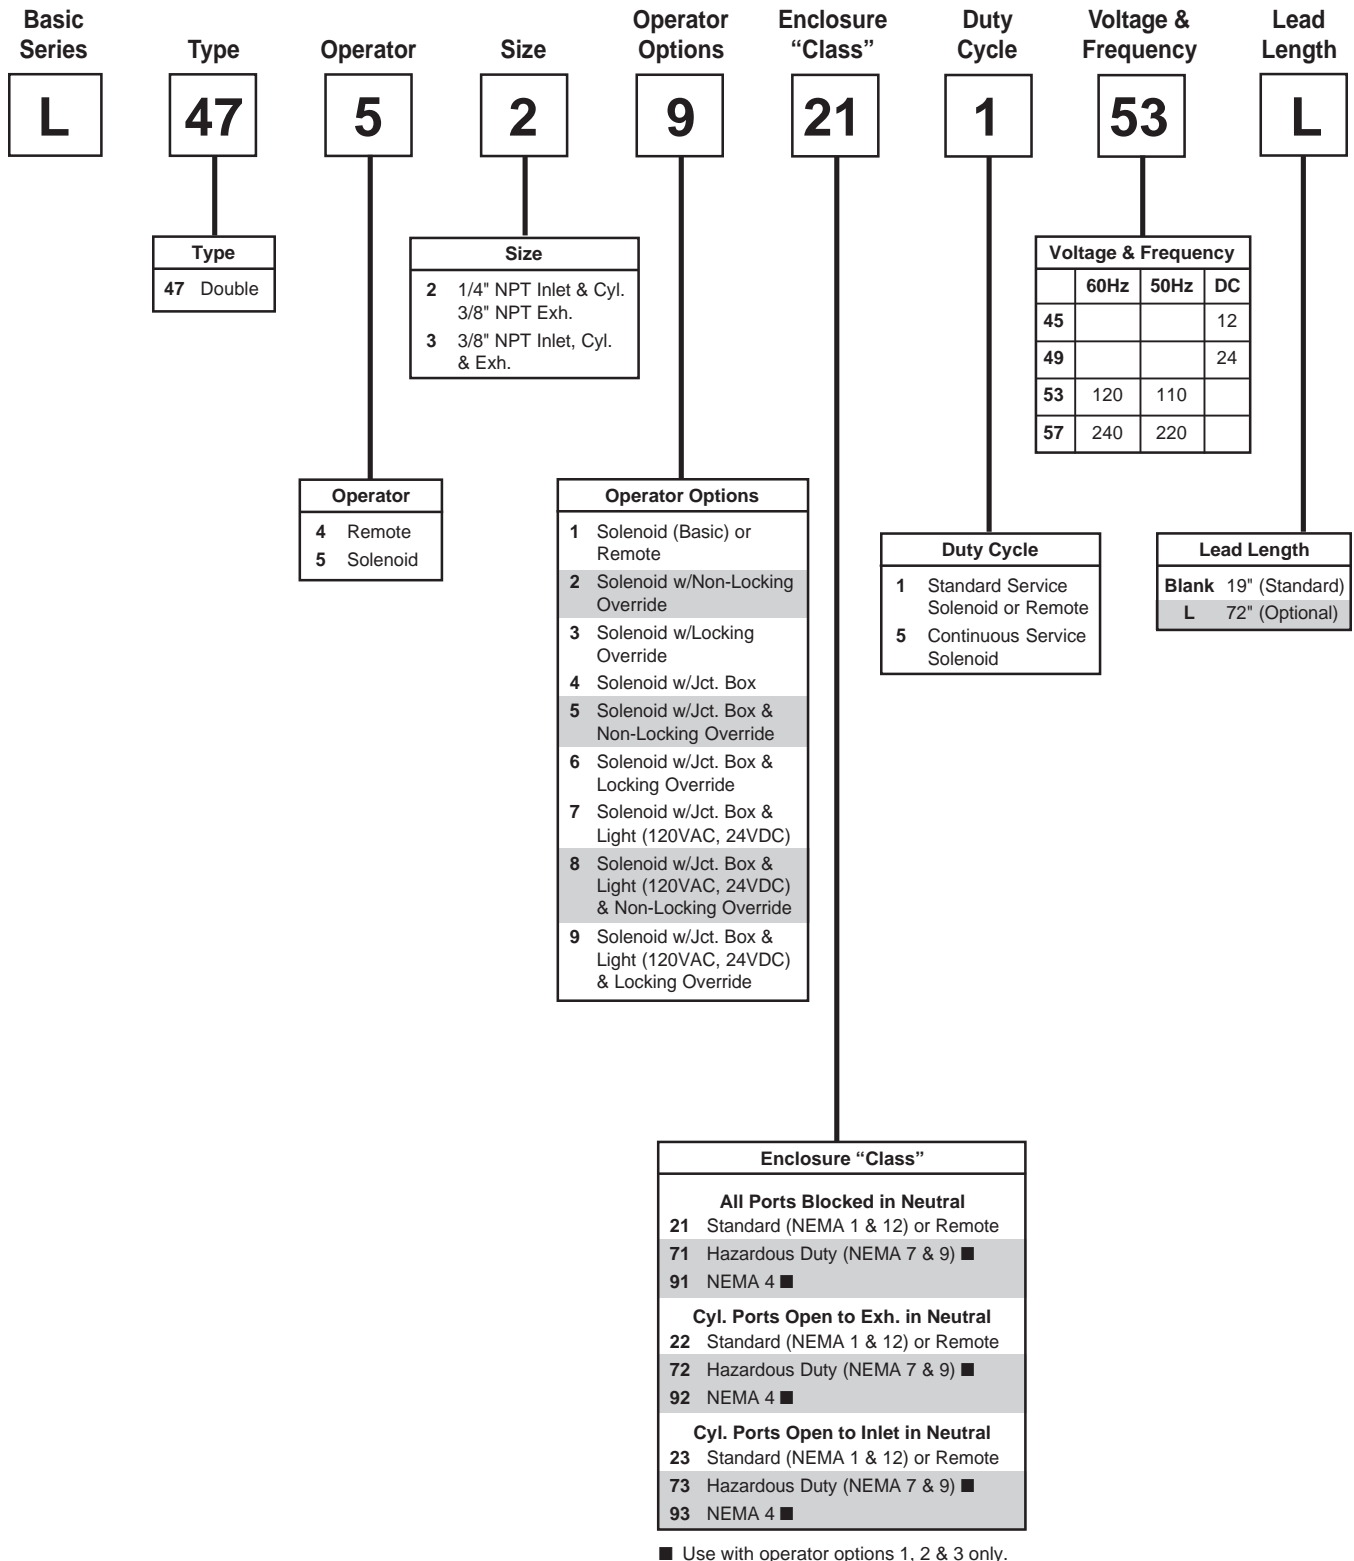 Basic
Series
Type
Operator
Size
Operator
Options
Enclosure
“Class”
Duty
Cycle
Voltage &
Frequency
Lead
Length
L
47
5
2
9
21
1
53
L
Type
47 Double
Size
2 1/4" NPT Inlet & Cyl.
3/8" NPT Exh.
3 3/8" NPT Inlet, Cyl.
& Exh.
Voltage & Frequency
60Hz 50Hz DC
45 12
49 24
53 120 110
57 240 220
Operator
4 Remote
5 Solenoid
Operator Options
1 Solenoid (Basic) or
Remote
2 Solenoid w/Non-Locking
Override
3 Solenoid w/Locking
Override
4 Solenoid w/Jct. Box
5 Solenoid w/Jct. Box &
Non-Locking Override
6 Solenoid w/Jct. Box &
Locking Override
7 Solenoid w/Jct. Box &
Light (120VAC, 24VDC)
8 Solenoid w/Jct. Box &
Light (120VAC, 24VDC)
& Non-Locking Override
9 Solenoid w/Jct. Box &
Light (120VAC, 24VDC)
& Locking Override
Duty Cycle
1 Standard Service
Solenoid or Remote
5 Continuous Service
Solenoid
Lead Length
Blank 19" (Standard)
L 72" (Optional)
Enclosure “Class”
All Ports Blocked in Neutral
21 Standard (NEMA 1 & 12) or Remote
71 Hazardous Duty (NEMA 7 & 9) ■
91 NEMA 4 ■
Cyl. Ports Open to Exh. in Neutral
22 Standard (NEMA 1 & 12) or Remote
72 Hazardous Duty (NEMA 7 & 9) ■
92 NEMA 4 ■
Cyl. Ports Open to Inlet in Neutral
23 Standard (NEMA 1 & 12) or Remote
73 Hazardous Duty (NEMA 7 & 9) ■
93 NEMA 4 ■
■ Use with operator options 1, 2 & 3 only.